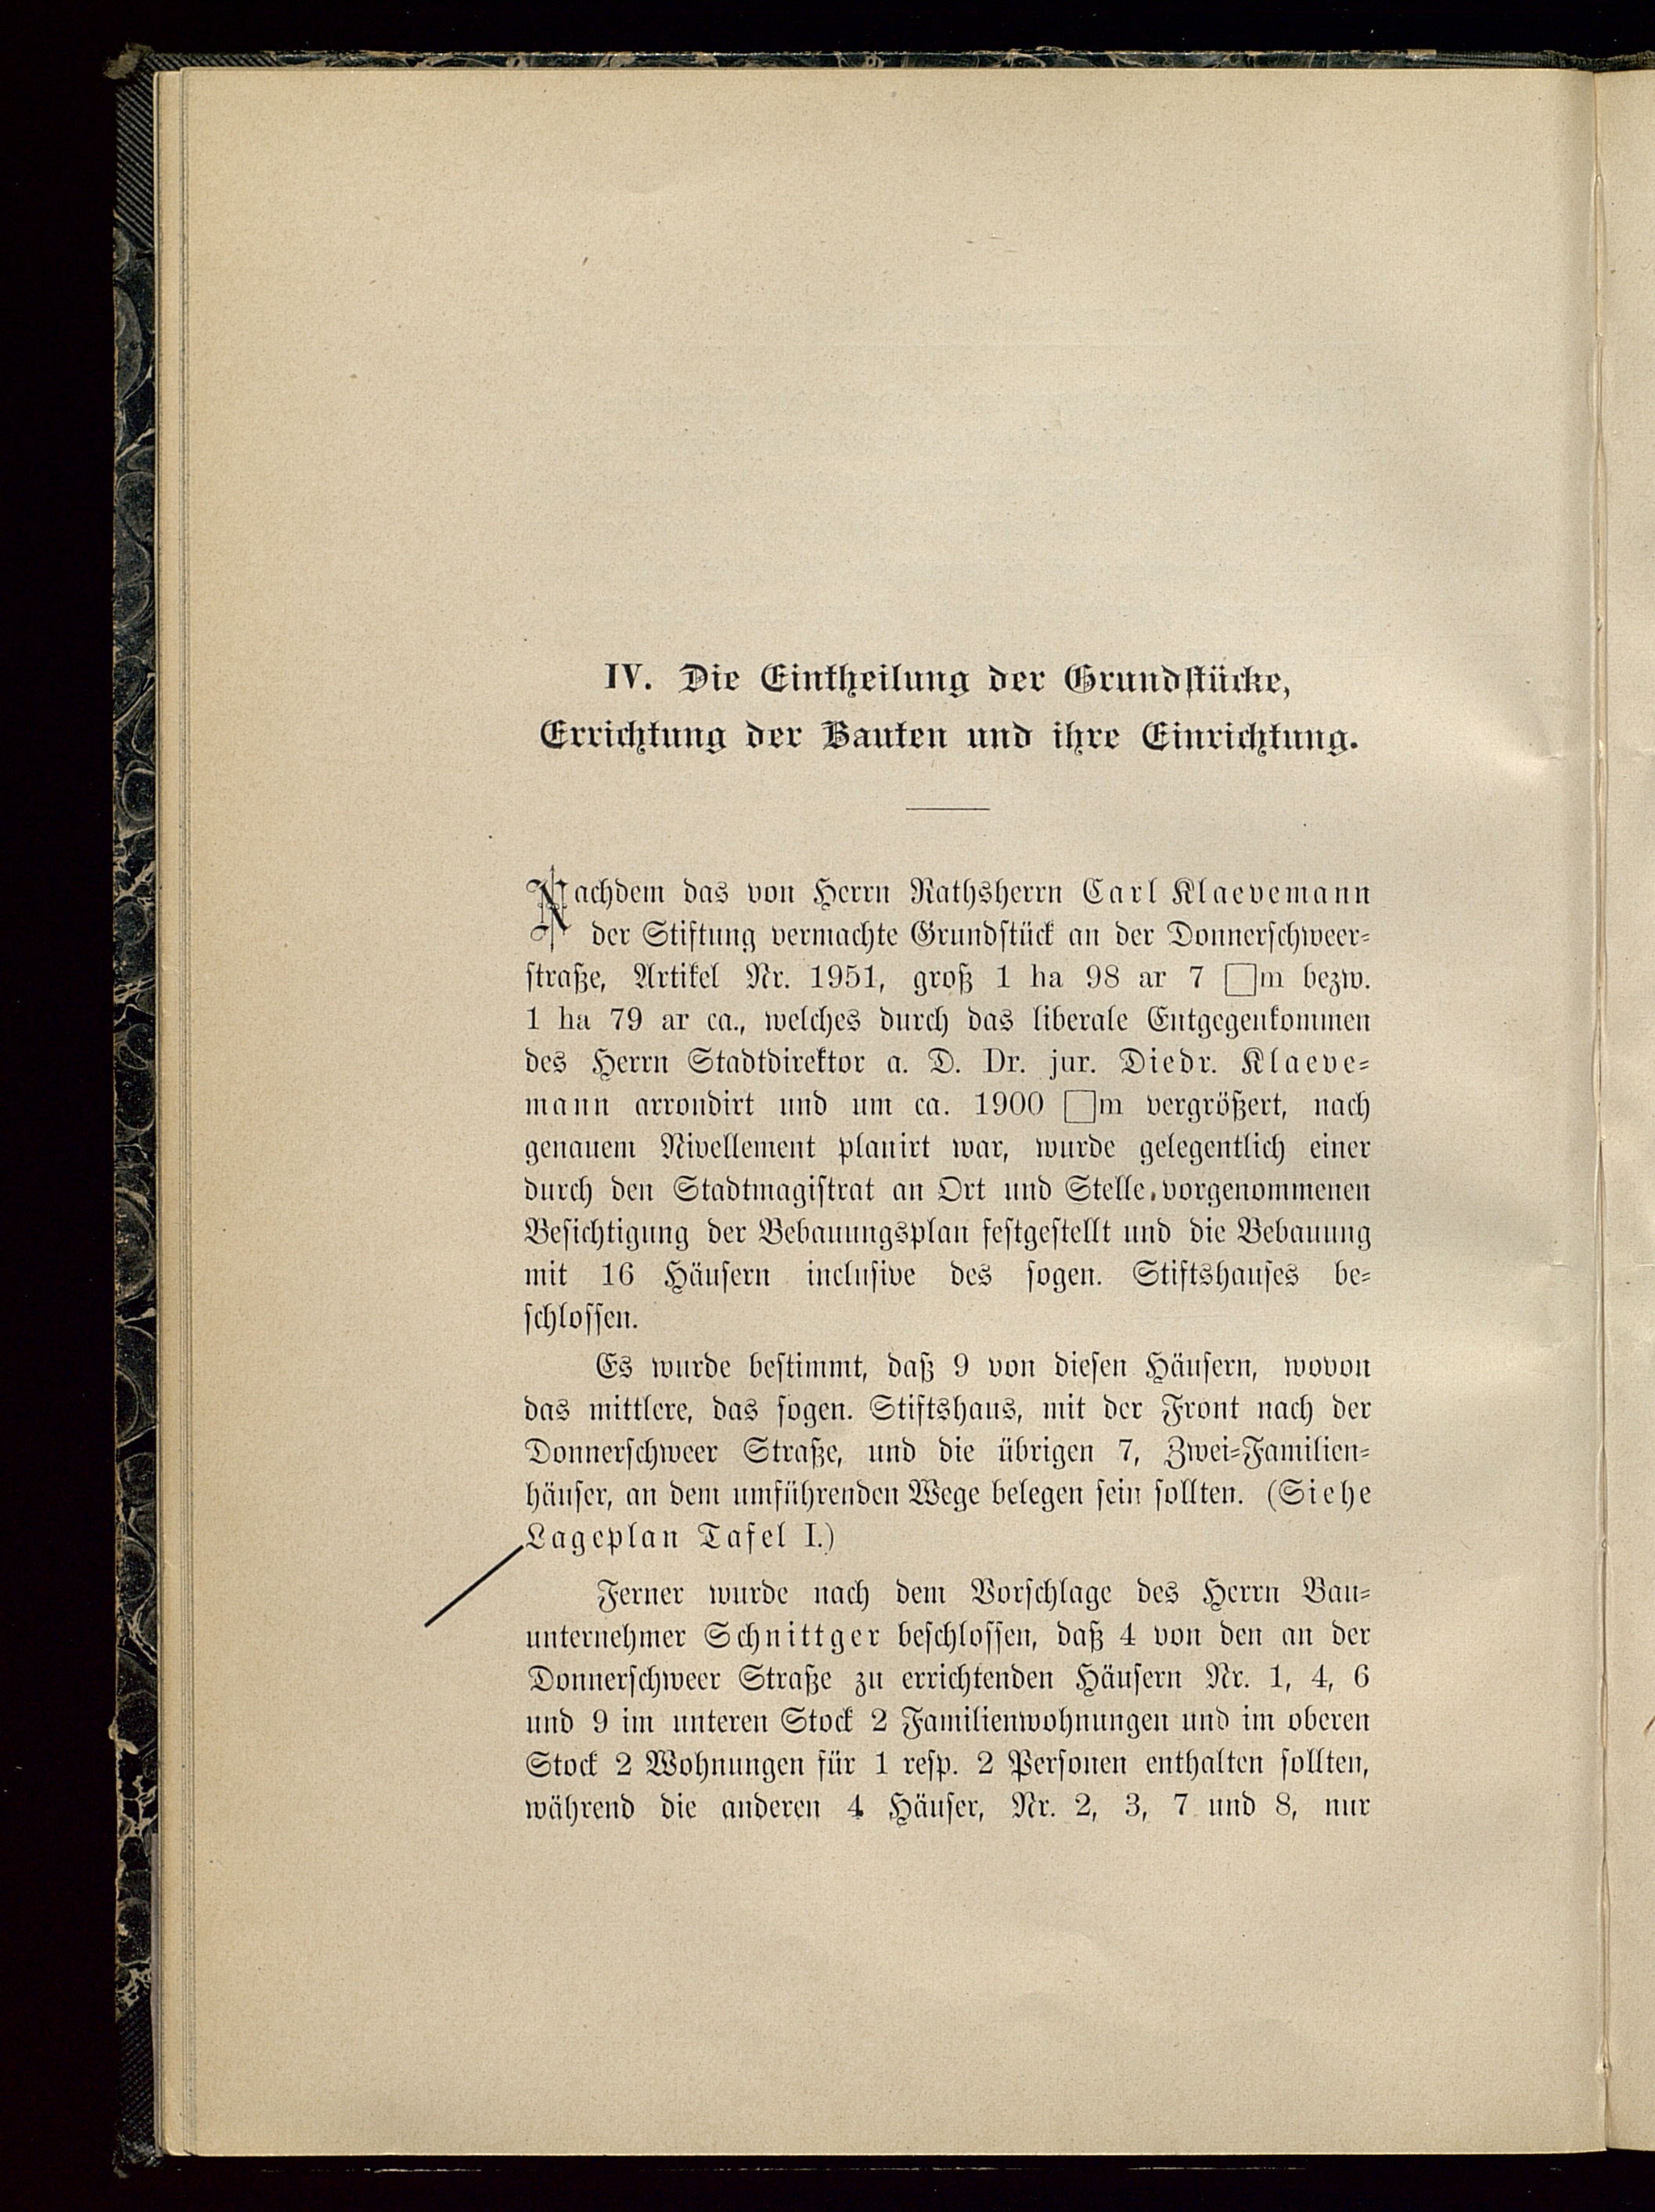 IV. Die Eintheilung der Grundstücke,
Errichtung der Bauten und ihre Einrichtung.
Nachdem das von Herrn Rathsherrn Carl Klaevemann
der Stiftung vermachte Grundstück an der Donnerschweer-
straße, Artikel Nr. 1951, groß 1 ha 98 ar 7 □m bezw.
1 ha 79 ar ca., welches durch das liberale Entgegenkommen
des Herrn Stadtdirektor a. D. Dr. jur. Diedr. Klaeve-
mann arrondirt und um ca. 1900 □m vergrößert, nach
genauem Nivellement planirt war, wurde gelegentlich einer
durch den Stadtmagistrat an Ort und Stelle vorgenommenen
Besichtigung der Bebauungsplan festgestellt und die Bebauung
mit 16 Häusern inclusive des sogen. Stiftshauses be-
schlossen.
Es wurde bestimmt, daß 9 von diesen Häusern, wovon
das mittlere, das sogen. Stiftshaus, mit der Front nach der
Donnerschweer Straße, und die übrigen 7, Zwei-Familien-
häuser, an dem umführenden Wege belegen sein sollten. (Siehe
Lageplan Tafel I.)
Ferner wurde nach dem Vorschlage des Herrn Bau-
unternehmer Schnittger beschlossen, daß 4 von den an der
Donnerschweer Straße zu errichtenden Häusern Nr. 1, 4, 6
und 9 im unteren Stock 2 Familienwohnungen und im oberen
Stock 2 Wohnungen für 1 resp. 2 Personen enthalten sollten,
während die anderen 4 Häuser, Nr. 2, 3, 7 und 8, nur